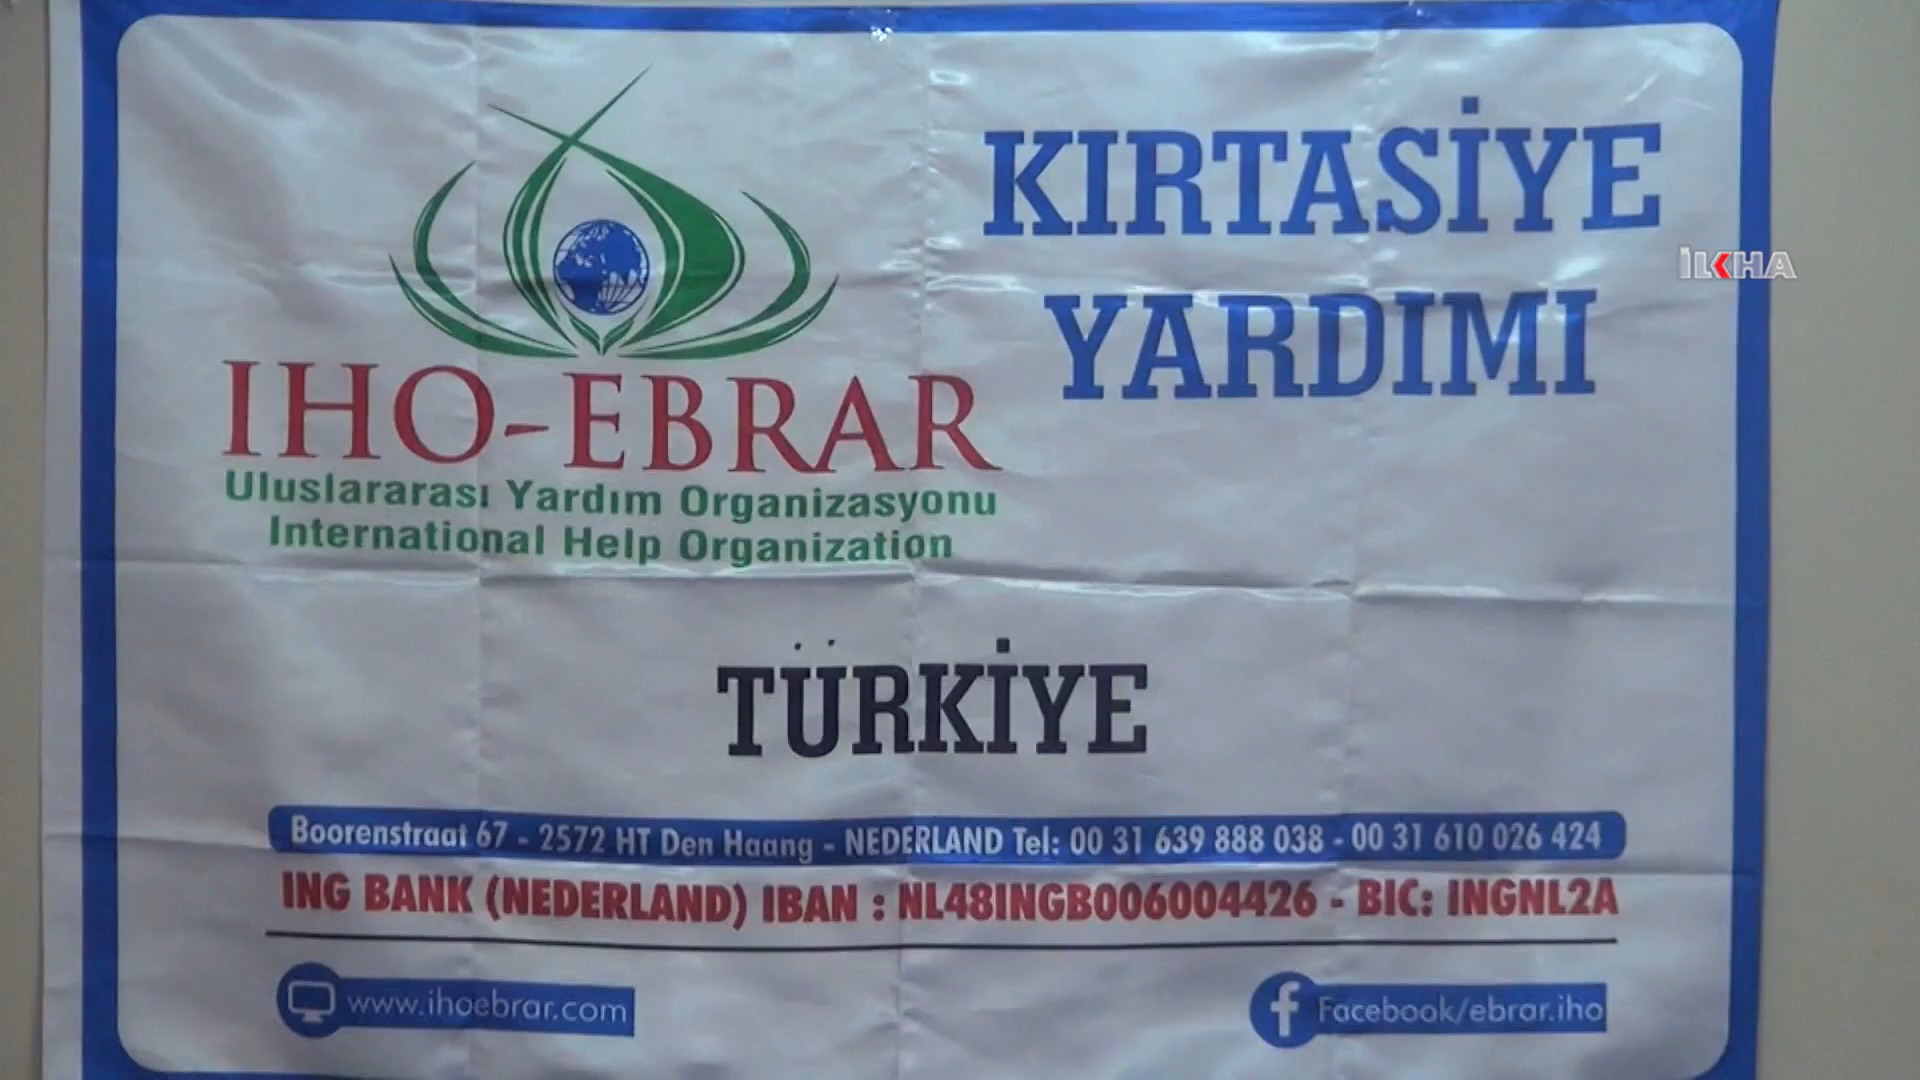 KIRTASİYE
YARDIMI
İLKHA
IHO-EBRAR
Uluslararası Yardım Organizasyonu
International Help Organization
TÜRKİYE
Boorenstraat 67 - 2572 HT Den Haang - NEDERLAND Tel: 00 31 639 888 038 - 00 31 610 026 424
ING BANK (NEDERLAND) IBAN : NL48INGB006004426 - BIC: INGNL2A
www.ihoebrar.com
Facebook/ebrar.iho